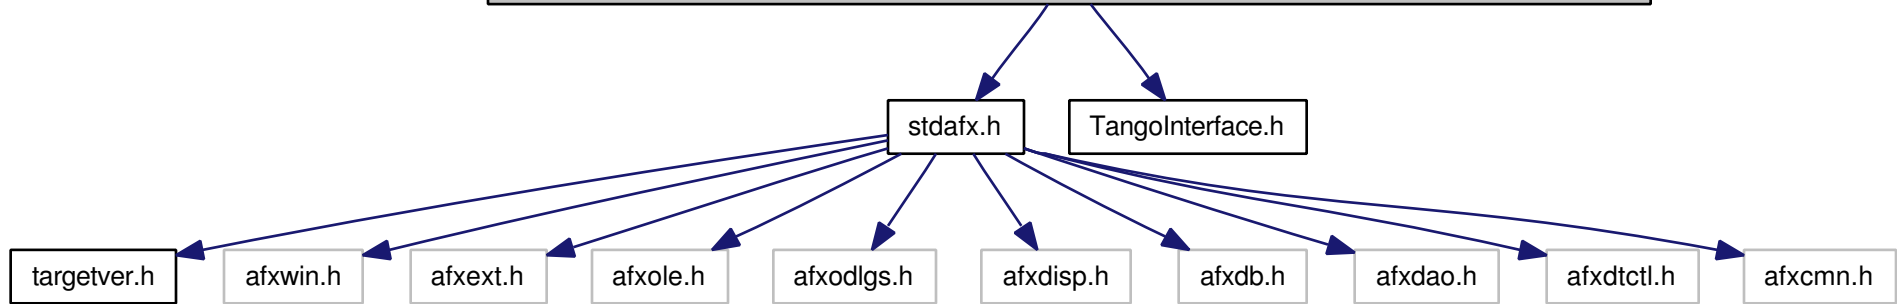 stdafx.h
TangoInterface.h
targetver.h
afxwin.h
afxext.h
afxole.h
afxodlgs.h
afxdisp.h
afxdb.h
afxdao.h
afxdtctl.h
afxcmn.h